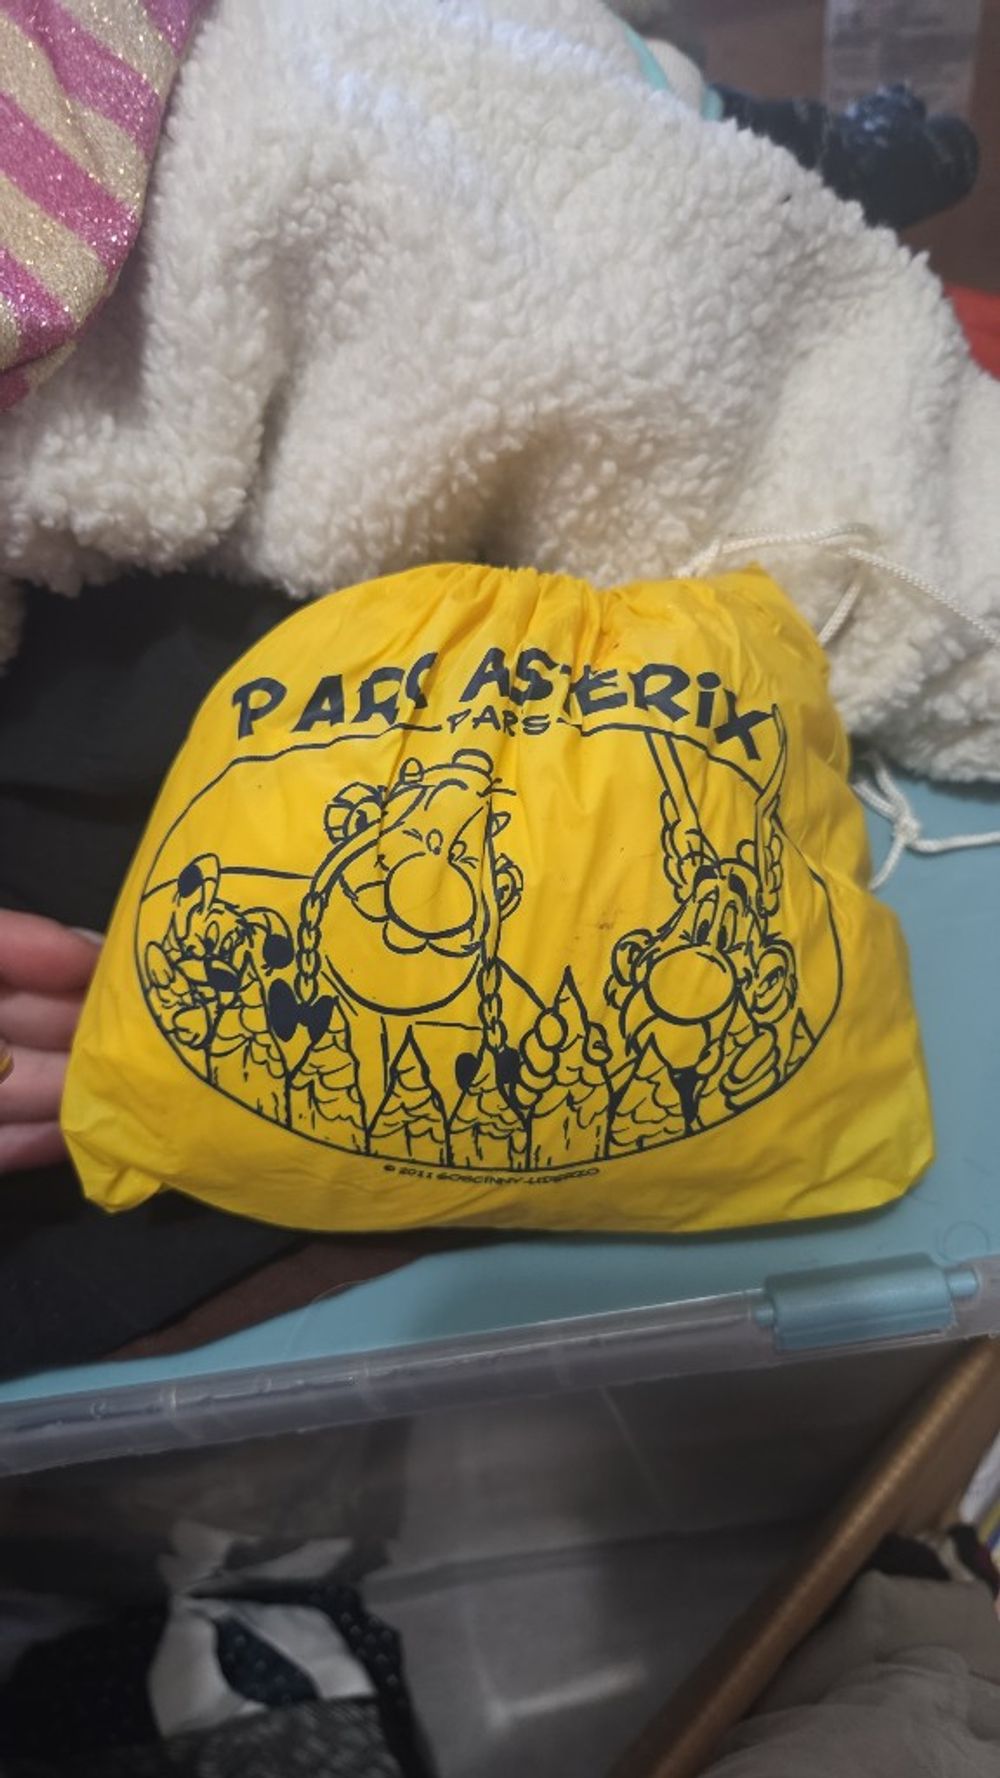 PARC ASTERIX
PARIS
© 2011 GOSCINNY-UDERZO